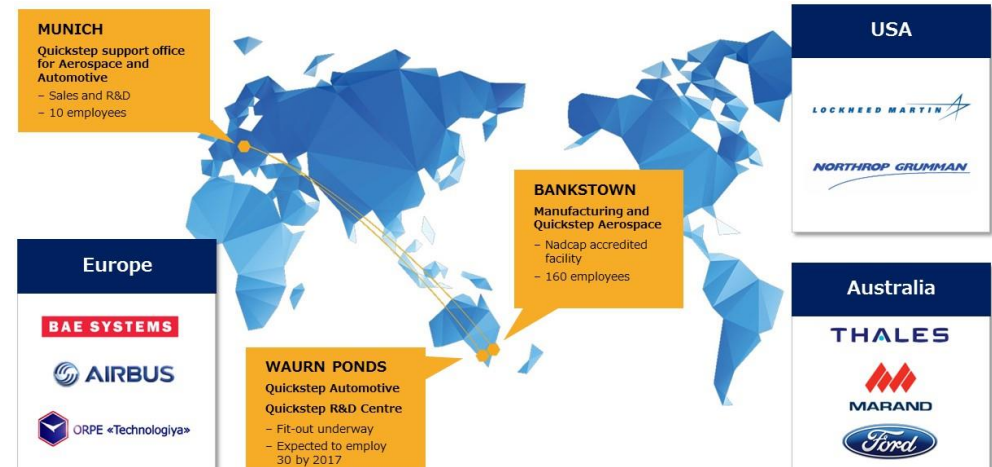 MUNICH
Quickstep support office
for Aerospace and
Automotive
– Sales and R&D
– 10 employees
USA
LOCKHEED MARTIN
NORTHROP GRUMMAN
BANKSTOWN
Manufacturing and
Quickstep Aerospace
– Nadcap accredited
facility
– 160 employees
Europe
BAE SYSTEMS
AIRBUS
ORPE «Technologiya»
WAURN PONDS
Quickstep Automotive
Quickstep R&D Centre
– Fit-out underway
– Expected to employ
30 by 2017
Australia
THALES
MARAND
Ford